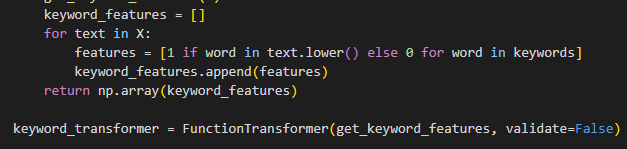 keyword_features = []
for text in X:
features = [1 if word in text.lower() else 0 for word in keywords]
keyword_features.append(features)
return np.array(keyword_features)
keyword_transformer = FunctionTransformer(get_keyword_features, validate=False)